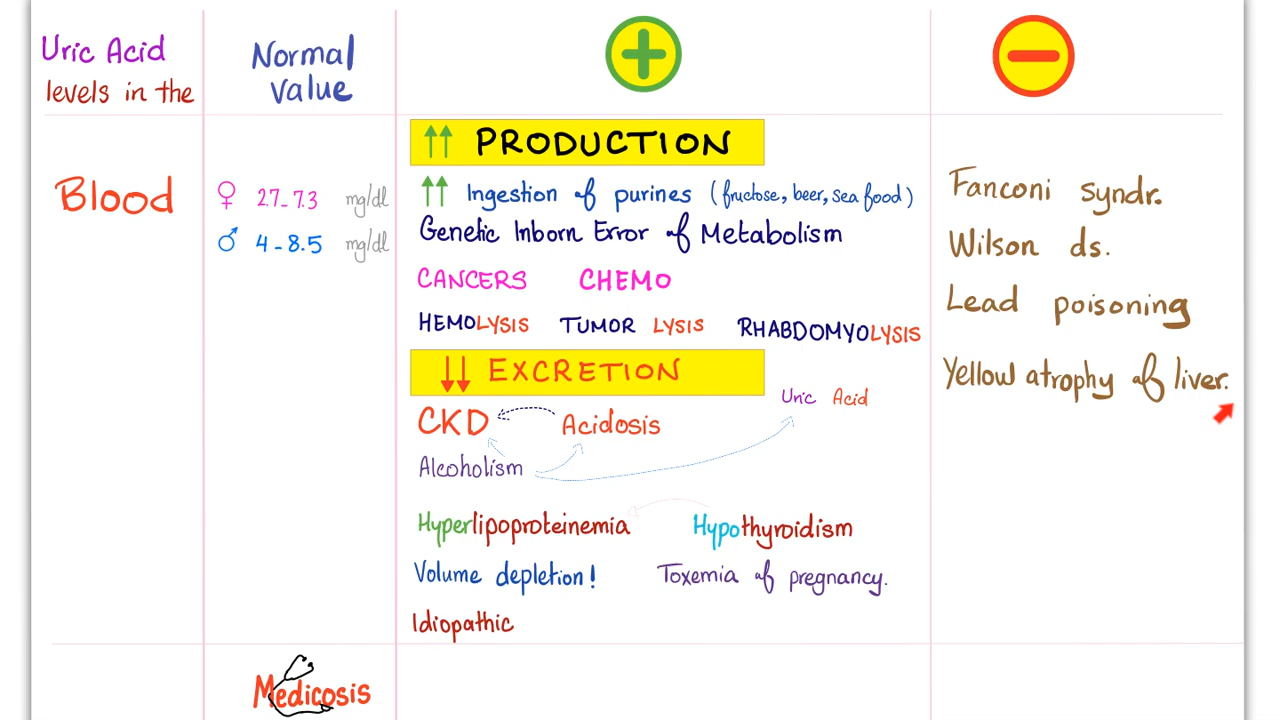 Uric Acid
levels in the
Normal
value
↑↑ PRODUCTION
Blood
♀ 2.7-7.3 mg/dl
♂ 4-8.5 mg/dl
↑↑ Ingestion of purines (fructose, beer, sea food)
Genetic Inborn Error of Metabolism
CANCERS CHEMO
HEMOLYSIS TUMOR LYSIS RHABDOMYOLYSIS
↓↓ EXCRETION
Uric Acid
CKD Acidosis
Alcoholism
Hyperlipoproteinemia Hypothyroidism
Volume depletion! Toxemia of pregnancy.
Idiopathic
Fanconi syndr.
Wilson ds.
Lead poisoning
Yellow atrophy of liver.
Medicosis